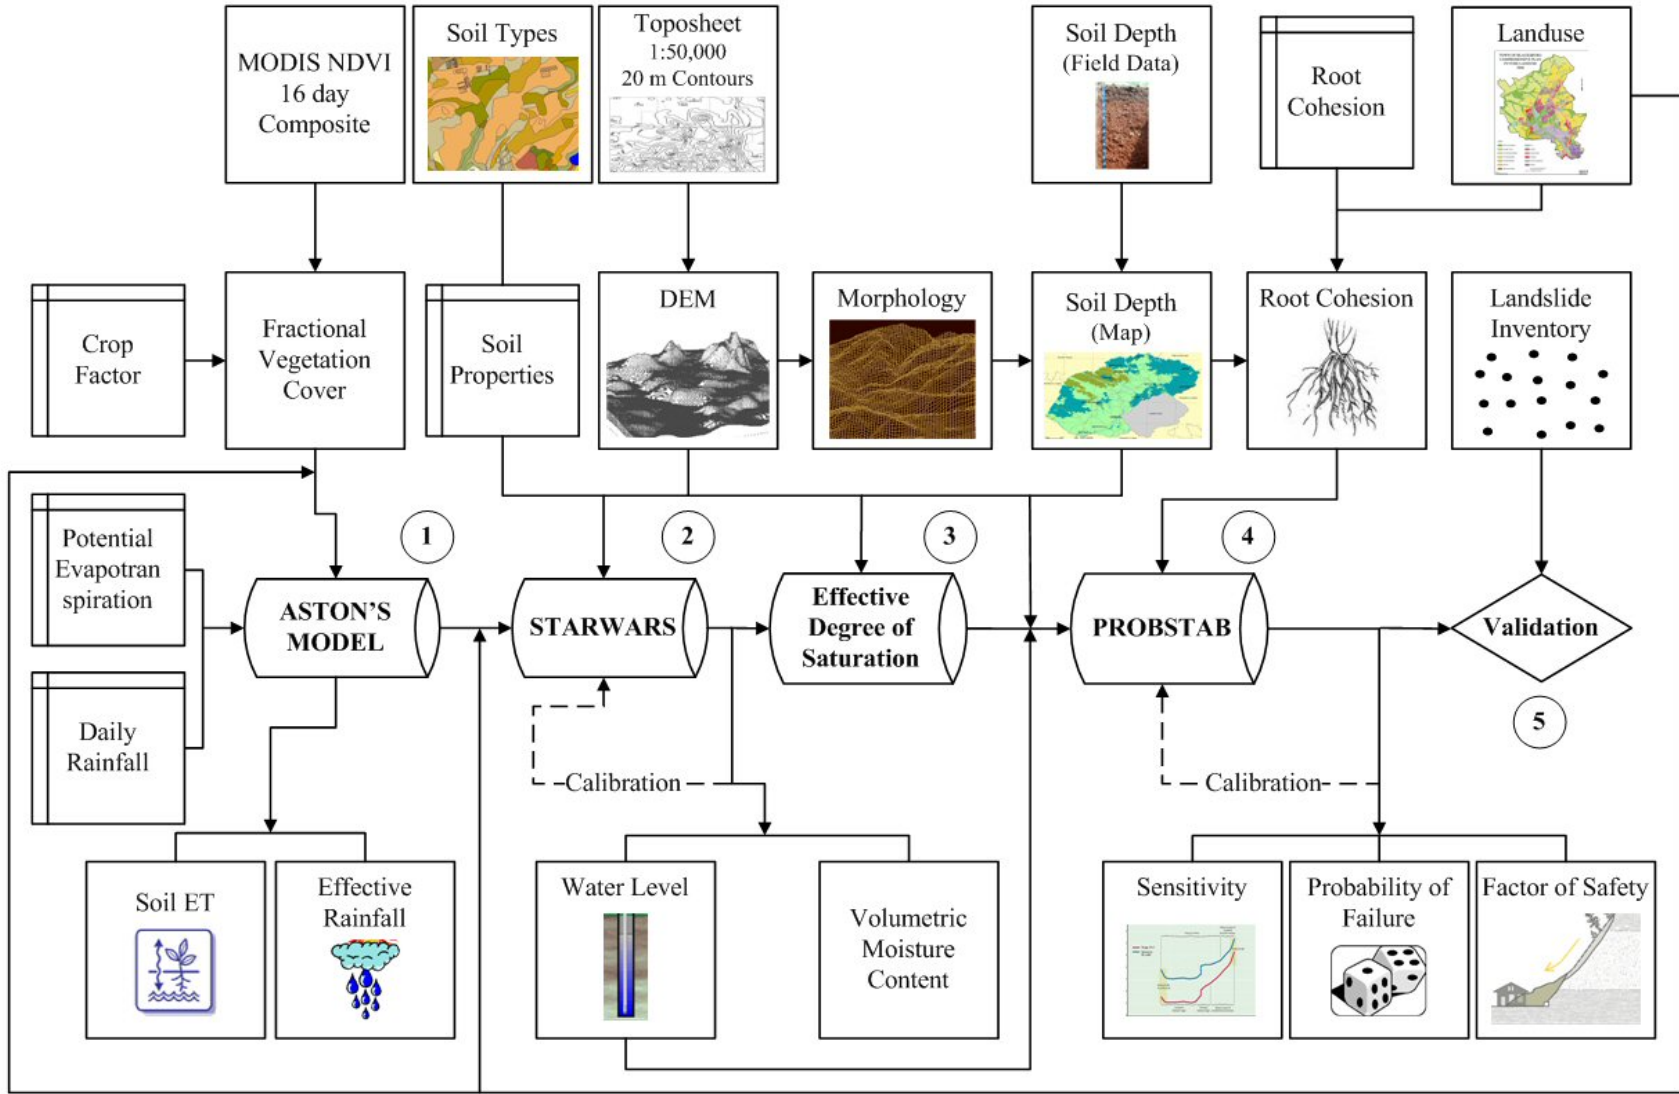 MODIS NDVI
16 day
Composite
Soil Types
Toposheet
1:50,000
20 m Contours
Soil Depth
(Field Data)
Root
Cohesion
Landuse
Crop
Factor
Fractional
Vegetation
Cover
Soil
Properties
DEM
Morphology
Soil Depth
(Map)
Root Cohesion
Landslide
Inventory
Potential
Evapotran
spiration
Daily
Rainfall
1
ASTON'S
MODEL
2
STARWARS
3
Effective
Degree of
Saturation
4
PROBSTAB
Validation
5
Calibration
Calibration
Soil ET
Effective
Rainfall
Water Level
Volumetric
Moisture
Content
Sensitivity
Probability of
Failure
Factor of Safety